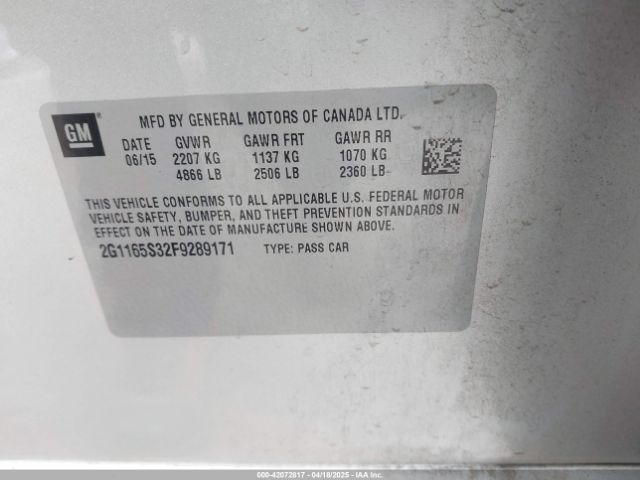 GM
MFD BY GENERAL MOTORS OF CANADA LTD.
DATE GVWR GAWR FRT GAWR RR
06/15 2207 KG 1137 KG 1070 KG
4866 LB 2506 LB 2360 LB
THIS VEHICLE CONFORMS TO ALL APPLICABLE U.S. FEDERAL MOTOR
VEHICLE SAFETY, BUMPER, AND THEFT PREVENTION STANDARDS IN
EFFECT ON THE DATE OF MANUFACTURE SHOWN ABOVE.
2G1165S32F9289171 TYPE: PASS CAR
000-42072617 - 04/18/2025 - IAAI Inc.